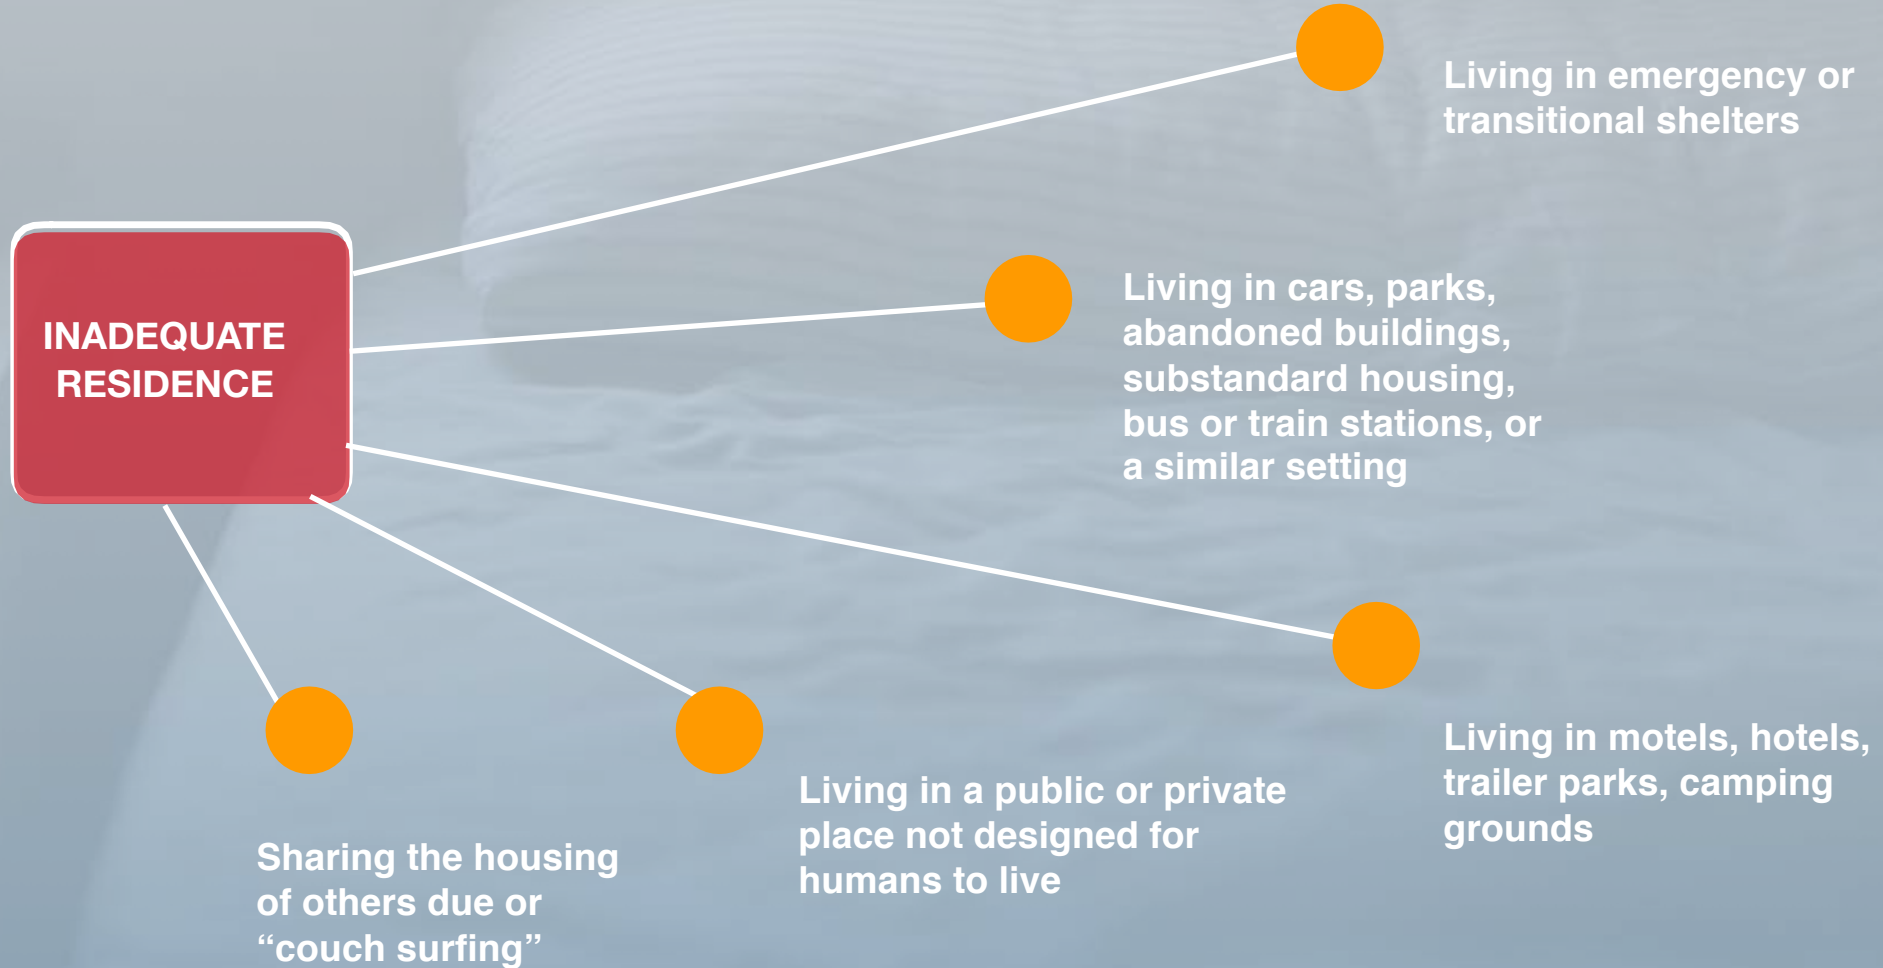 INADEQUATE
RESIDENCE
Living in emergency or
transitional shelters
Living in cars, parks,
abandoned buildings,
substandard housing,
bus or train stations, or
a similar setting
Living in motels, hotels,
trailer parks, camping
grounds
Living in a public or private
place not designed for
humans to live
Sharing the housing
of others due or
“couch surfing”